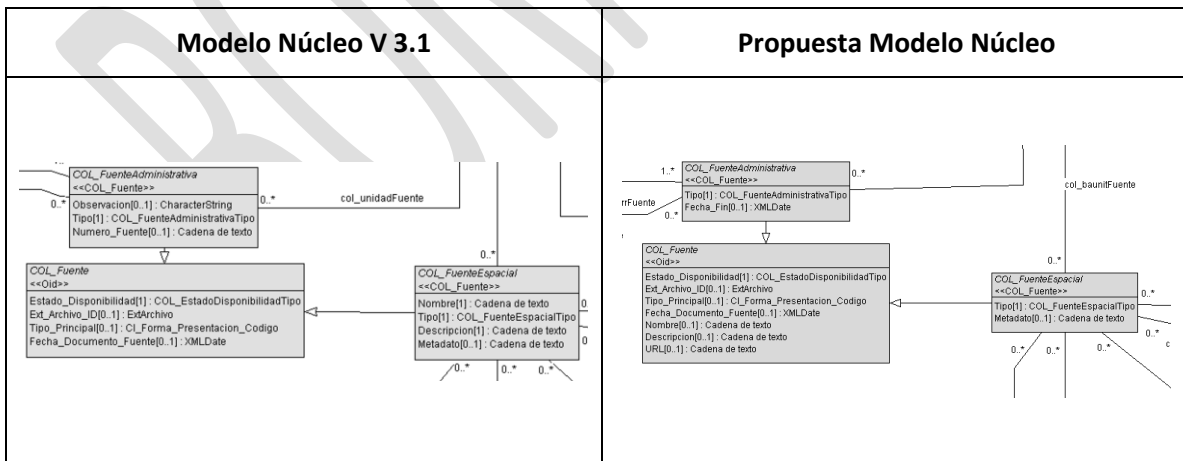 Modelo Núcleo V 3.1
COL_FuenteAdministrativa
<<COL_Fuente>>
Observacion[0..1] : CharacterString
Tipo[1] : COL_FuenteAdministrativaTipo
Numero_Fuente[0..1] : Cadena de texto
0..*
0..*
col_unidadFuente
COL_Fuente
<<Oid>>
Estado_Disponibilidad[1] : COL_EstadoDisponibilidadTipo
Ext_Archivo_ID[0..1] : ExtArchivo
Tipo_Principal[0..1] : CI_Forma_Presentacion_Codigo
Fecha_Documento_Fuente[0..1] : XMLDate
0..*
COL_FuenteEspacial
<<COL_Fuente>>
Nombre[1] : Cadena de texto
Tipo[1] : COL_FuenteEspacialTipo
Descripcion[1] : Cadena de texto
Metadato[0..1] : Cadena de texto
0..* 0..* 0..*
Propuesta Modelo Núcleo
1..*
COL_FuenteAdministrativa
<<COL_Fuente>>
Tipo[1] : COL_FuenteAdministrativaTipo
Fecha_Fin[0..1] : XMLDate
0..*
rrFuente
0..*
col_baunitFuente
COL_Fuente
<<Oid>>
Estado_Disponibilidad[1] : COL_EstadoDisponibilidadTipo
Ext_Archivo_ID[0..1] : ExtArchivo
Tipo_Principal[0..1] : CI_Forma_Presentacion_Codigo
Fecha_Documento_Fuente[0..1] : XMLDate
Nombre[0..1] : Cadena de texto
Descripcion[0..1] : Cadena de texto
URL[0..1] : Cadena de texto
0..*
COL_FuenteEspacial
<<COL_Fuente>>
Tipo[1] : COL_FuenteEspacialTipo
Metadato[0..1] : Cadena de texto
0..*
0..*
0..* 0..* 0..*